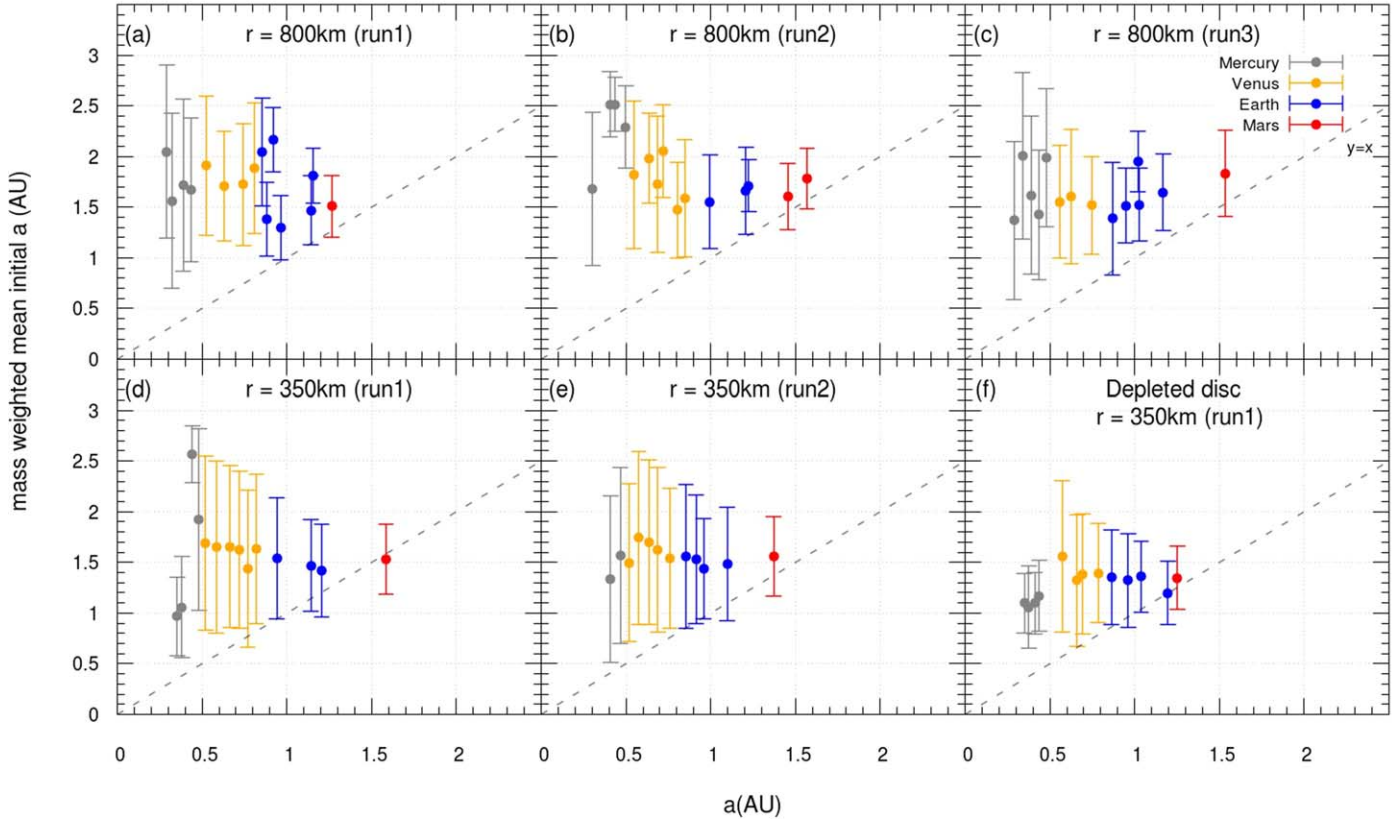 (a) r = 800km (run1)
(b) r = 800km (run2)
(c) r = 800km (run3)
Mercury
Venus
Earth
Mars
y=x
3
2.5
2
1.5
1
0.5
0
mass weighted mean initial a (AU)
(d) r = 350km (run1)
(e) r = 350km (run2)
(f) Depleted disc
r = 350km (run1)
3
2.5
2
1.5
1
0.5
0
0 0.5 1 1.5 2
0 0.5 1 1.5 2
0 0.5 1 1.5 2
a(AU)